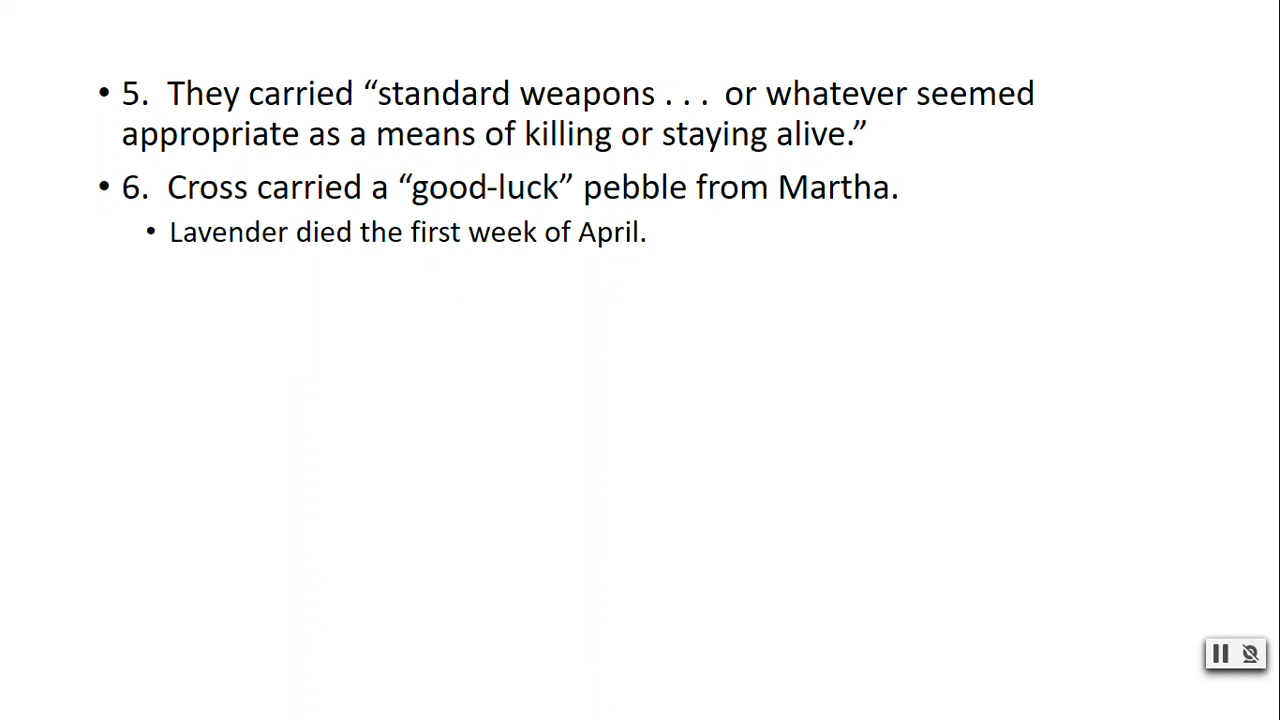 • 5.  They carried “standard weapons . . .  or whatever seemed
appropriate as a means of killing or staying alive.”
• 6.  Cross carried a “good-luck” pebble from Martha.
• Lavender died the first week of April.